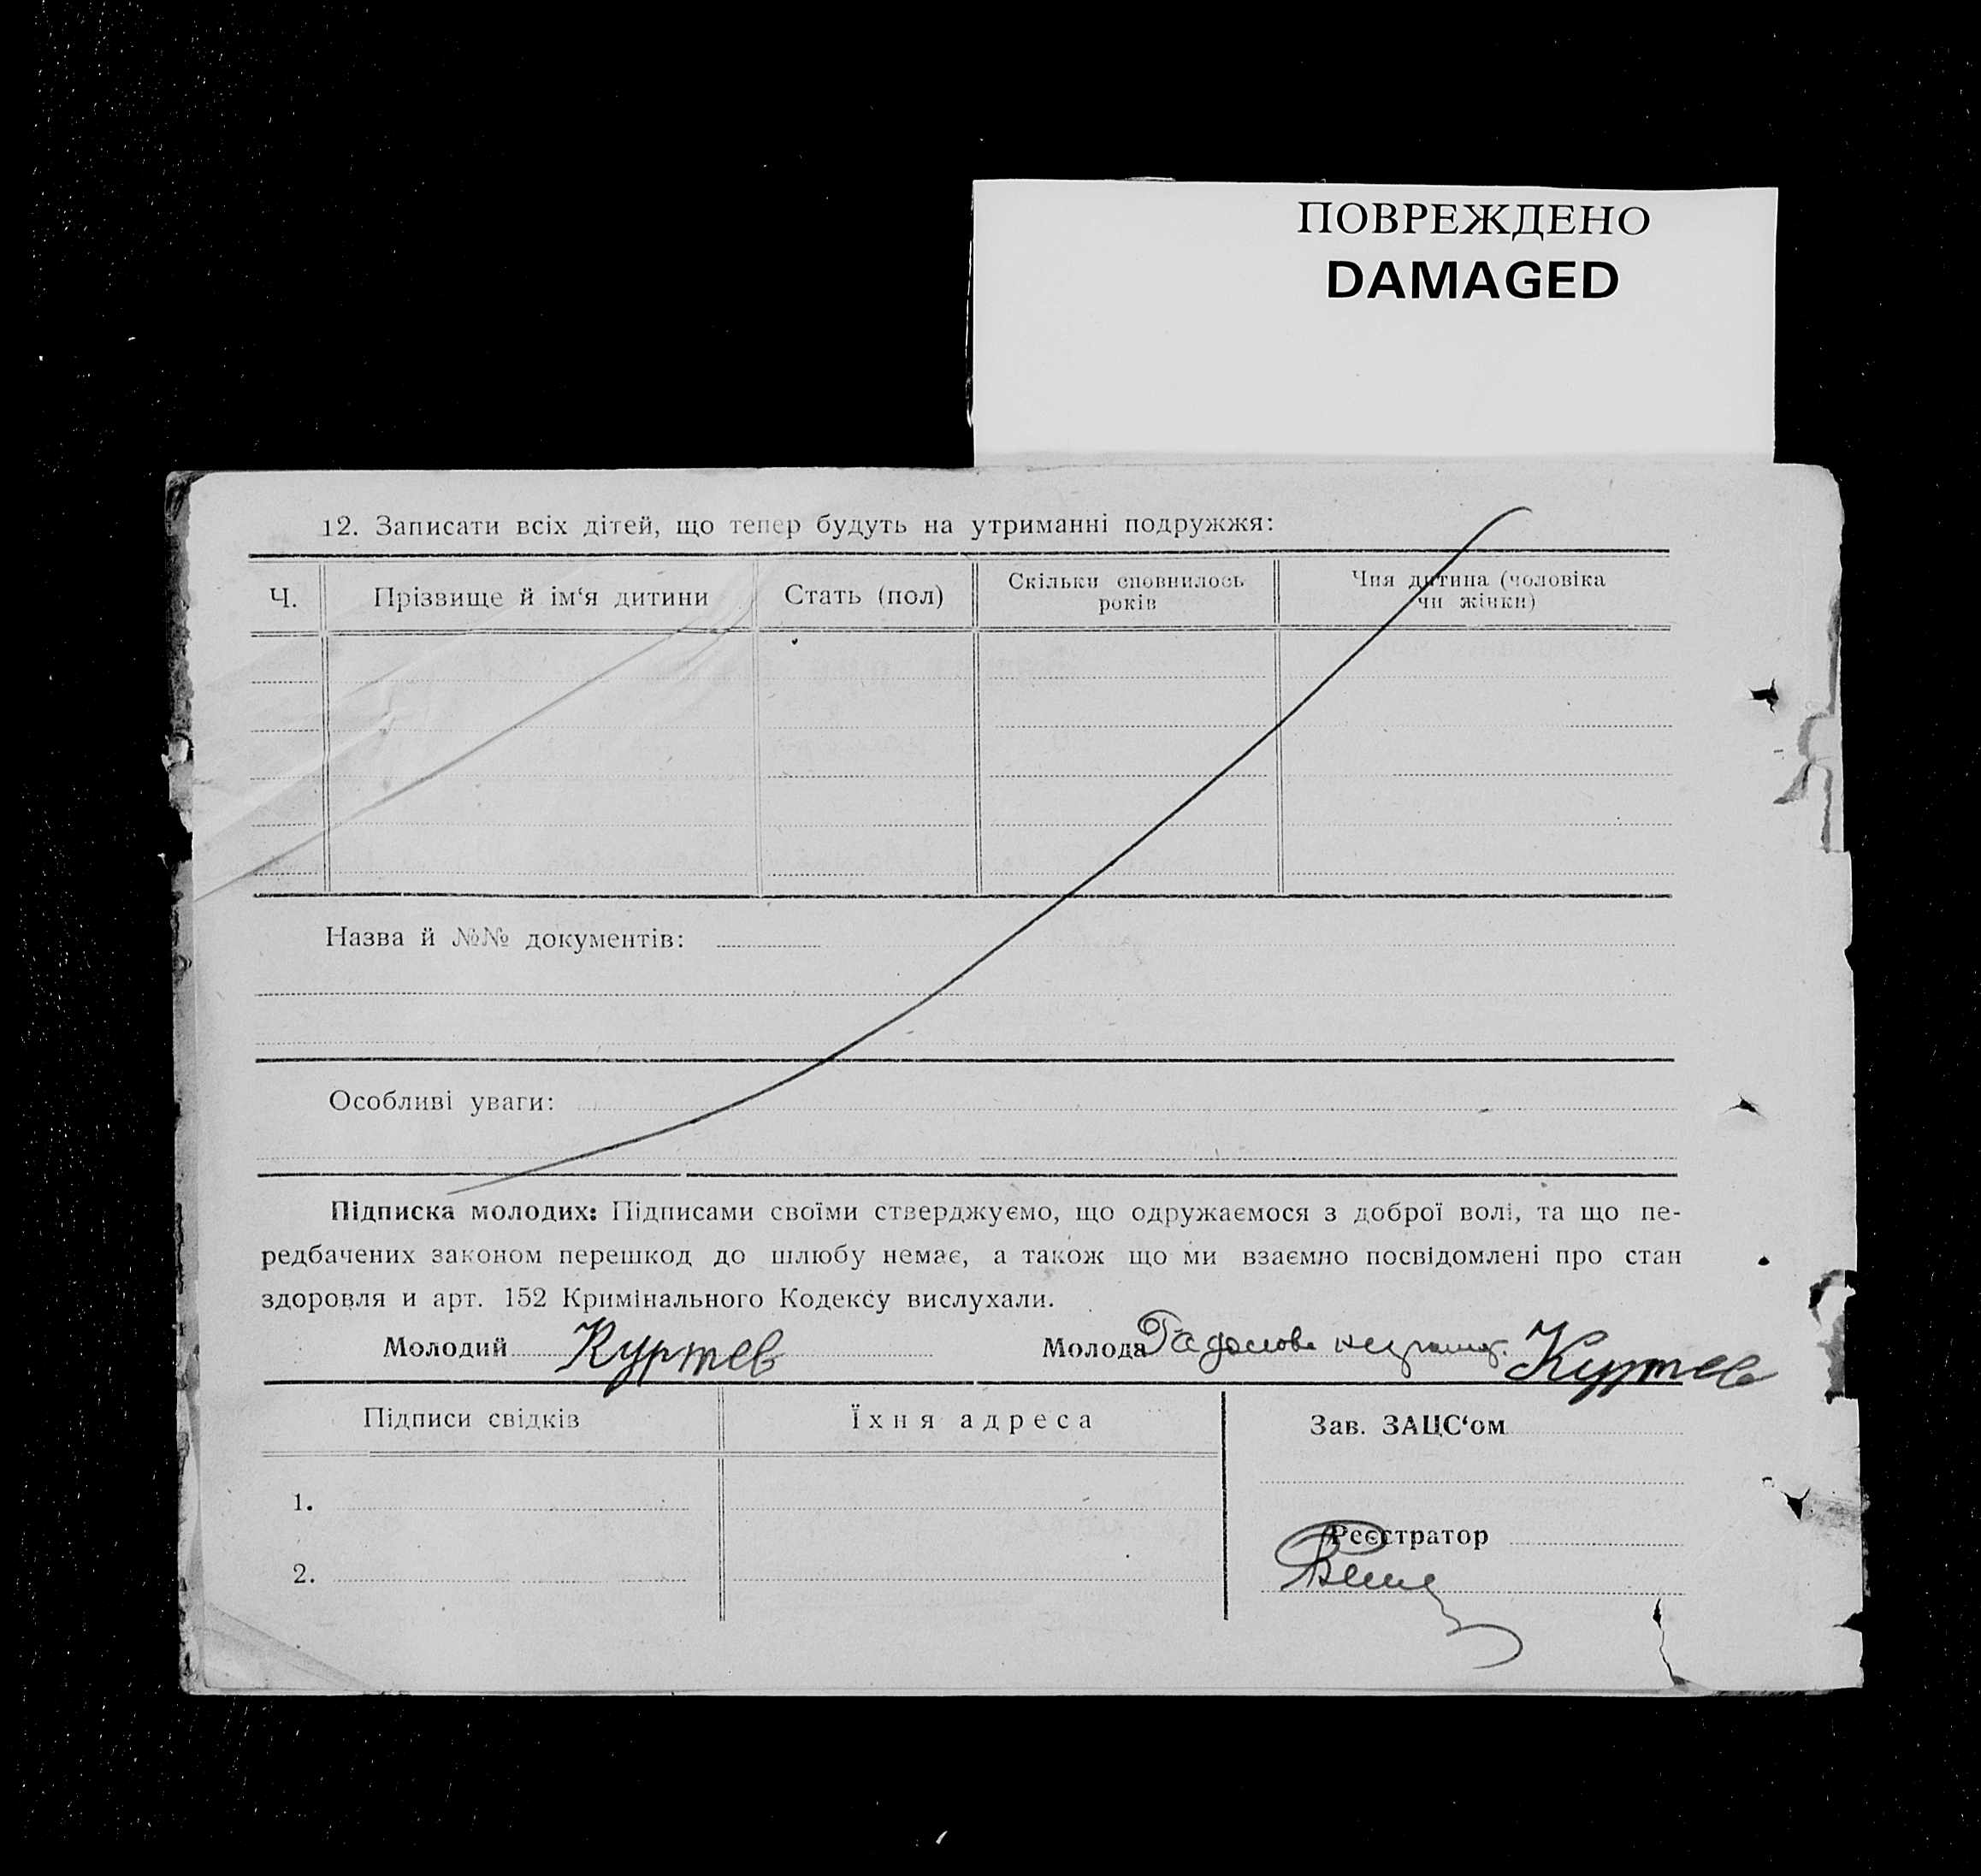 ПОВРЕЖДЕНО
DAMAGED
12. Записати всіх дітей, що тепер будуть на утриманні подружжя:
Ч. Прізвище й ім‘я дитини Стать (пол) Скільки сповнилось років Чия дитина (чоловіка чи жінки)
Назва й №№ документів:
Особливі уваги:
Підписка молодих: Підписами своїми стверджуємо, що одружаємося з доброї волі, та що пе-
редбачених законом перешкод до шлюбу немає, а також що ми взаємно посвідомлені про стан
здоровля и арт. 152 Кримінального Кодексу вислухали.
Молодий Куртев Молода Куртев
Підписи свідків Їхня адреса Зав. ЗАЦС‘ом
1.
Реєстратор
2.